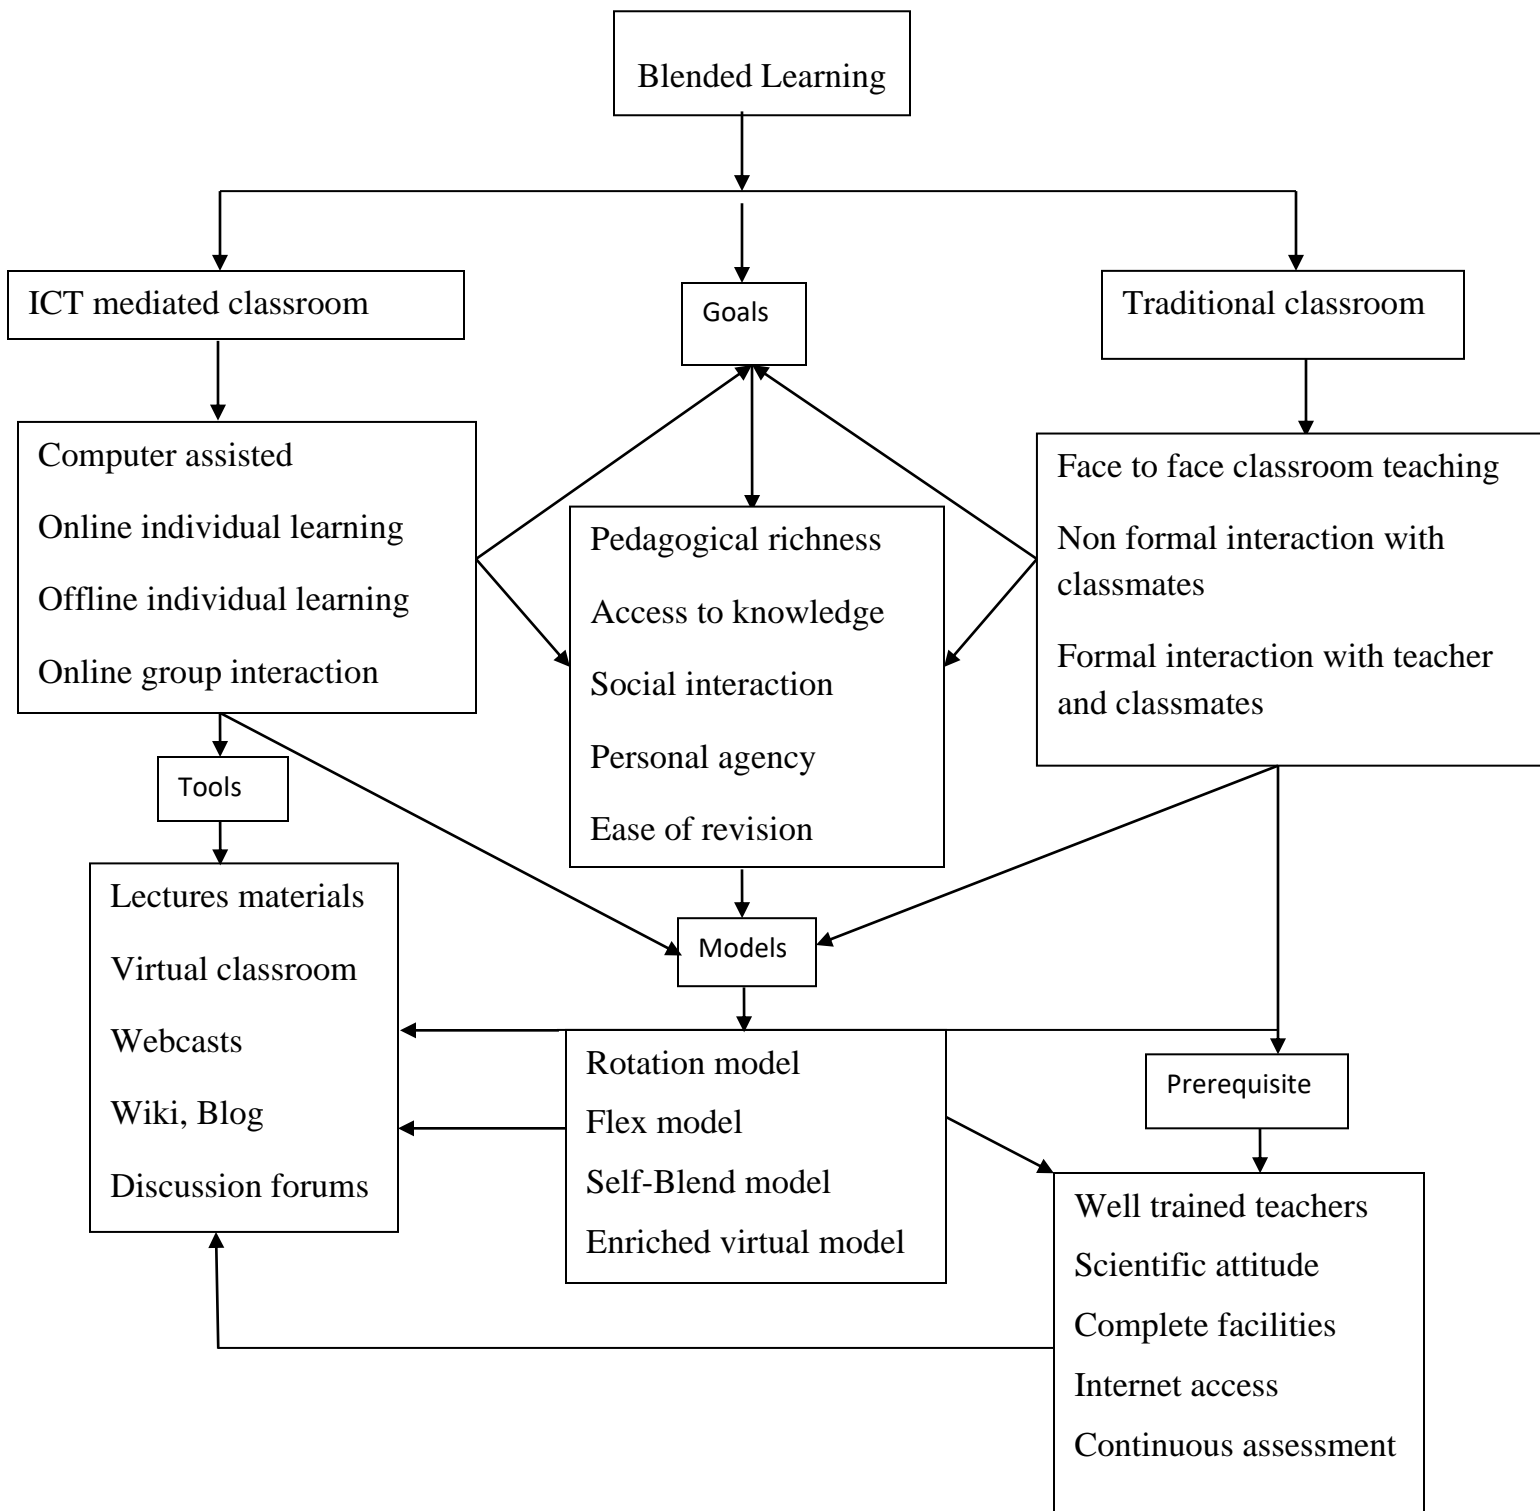 Blended Learning
ICT mediated classroom
Goals
Traditional classroom
Computer assisted
Online individual learning
Offline individual learning
Online group interaction
Pedagogical richness
Access to knowledge
Social interaction
Personal agency
Ease of revision
Face to face classroom teaching
Non formal interaction with
classmates
Formal interaction with teacher
and classmates
Tools
Lectures materials
Virtual classroom
Webcasts
Wiki, Blog
Discussion forums
Models
Rotation model
Flex model
Self-Blend model
Enriched virtual model
Prerequisite
Well trained teachers
Scientific attitude
Complete facilities
Internet access
Continuous assessment